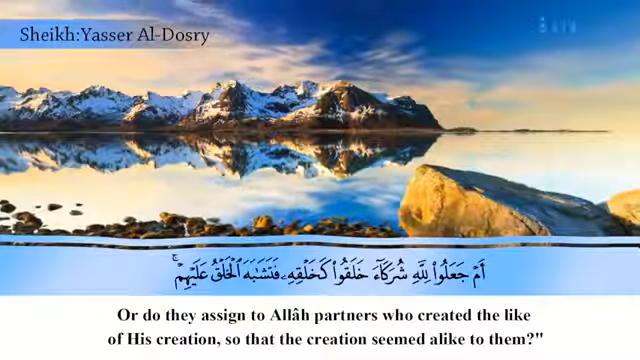 Sheikh:Yasser Al-Dosry
أَمْ جَعَلُوا۟ لِلَّهِ شُرَكَآءَ خَلَقُوا۟ كَخَلْقِهِۦ فَتَشَٰبَهَ ٱلْخَلْقُ عَلَيْهِمْ ۚ
Or do they assign to Allâh partners who created the like
of His creation, so that the creation seemed alike to them?"